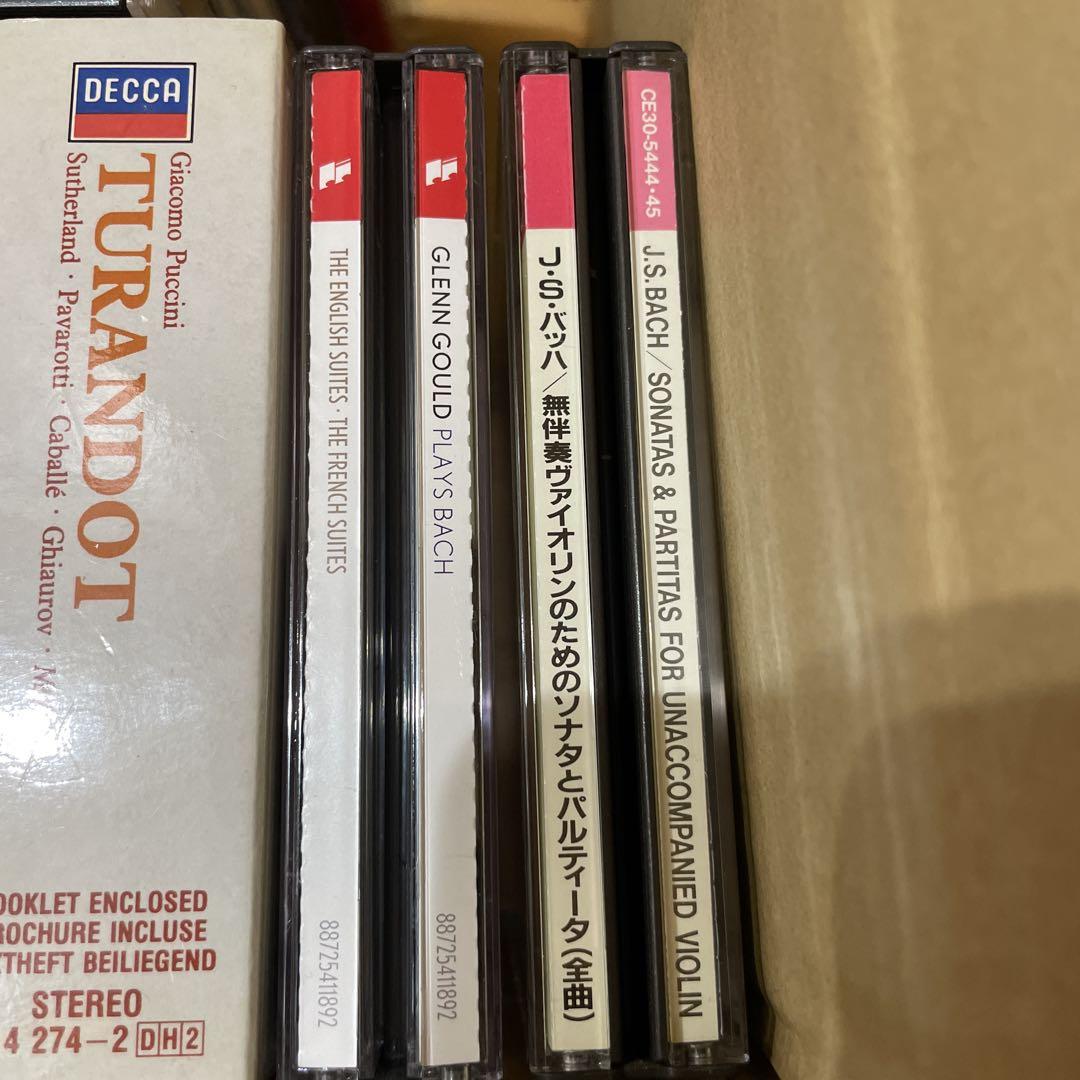 DECCA
Giacomo Puccini
TURANDOT
Sutherland · Pavarotti · Caballé · Ghiaurov ·
ENCLOSED
INCLUSE
BEILIEGEND
STEREO
4 274-2 DH2
THE ENGLISH SUITES · THE FRENCH SUITES
88725411892
GLENN GOULD PLAYS BACH
88725411892
J・S・バッハ/無伴奏ヴァイオリンのためのソナタとパルティータ(全曲)
CE30-5444・45
J.S. BACH/SONATAS & PARTITAS FOR UNACCOMPANIED VIOLIN